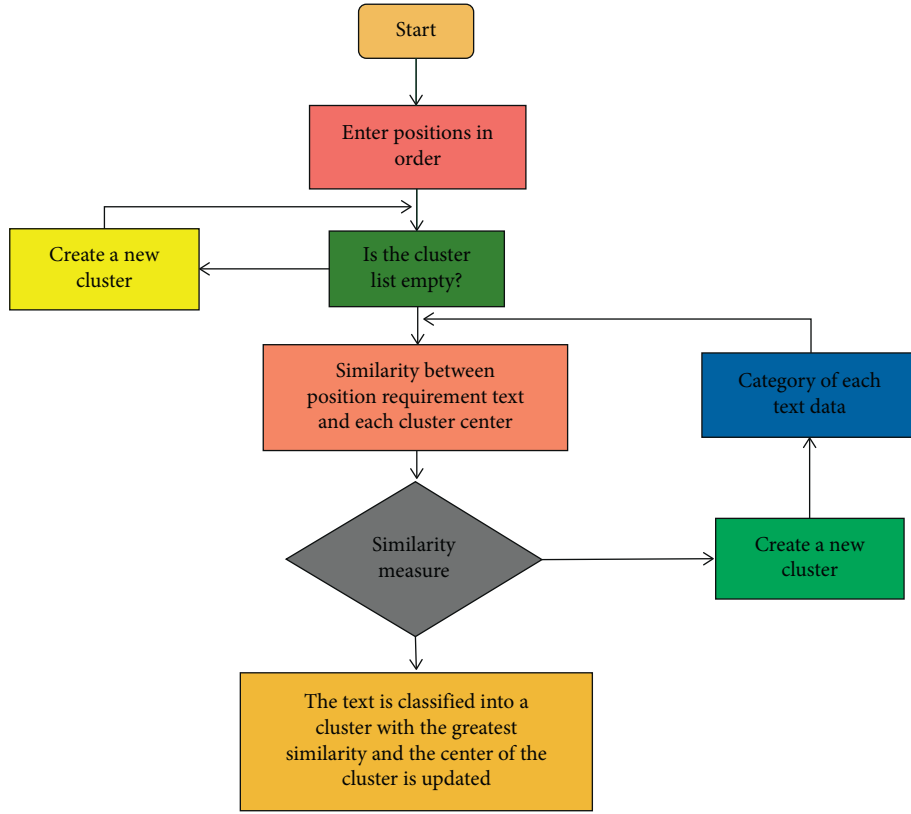 Start
Enter positions in
order
Create a new
cluster
Is the cluster
list empty?
Similarity between
position requirement text
and each cluster center
Category of each
text data
Similarity
measure
Create a new
cluster
The text is classified into a
cluster with the greatest
similarity and the center of the
cluster is updated